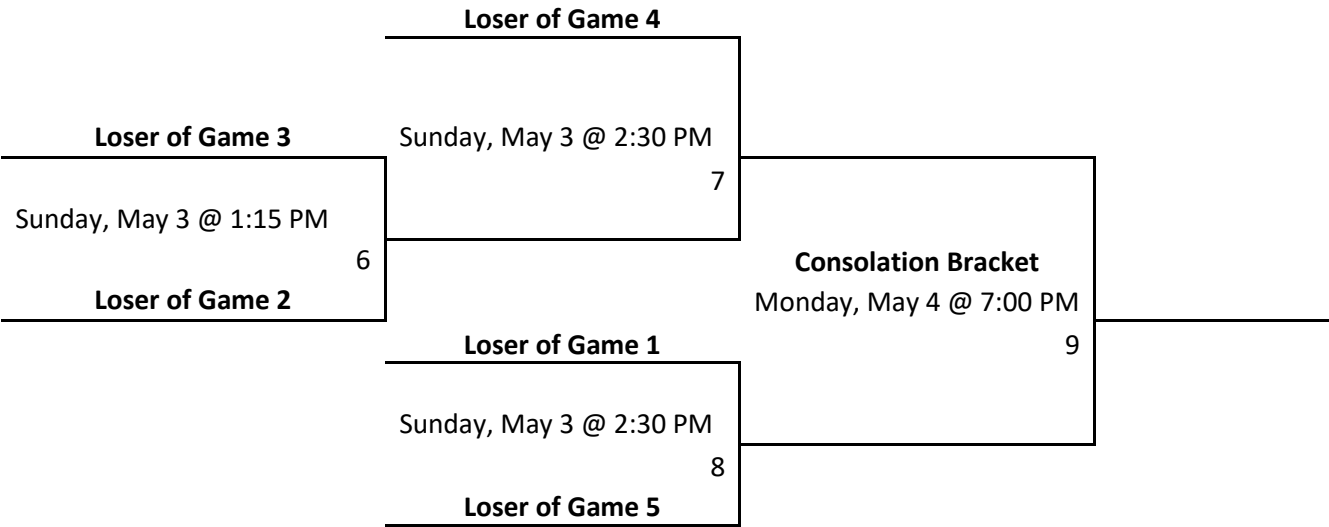 Loser of Game 4
Loser of Game 3
Sunday, May 3 @ 2:30 PM
7
Sunday, May 3 @ 1:15 PM
6
Consolation Bracket
Loser of Game 2
Monday, May 4 @ 7:00 PM
Loser of Game 1
9
Sunday, May 3 @ 2:30 PM
8
Loser of Game 5